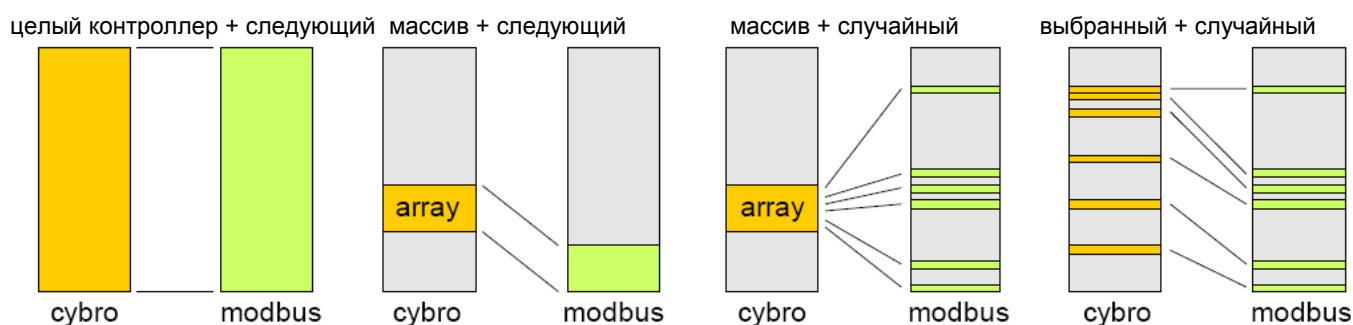 целый контроллер + следующий массив + следующий массив + случайный выбранный + случайный
array array
cybro modbus cybro modbus cybro modbus cybro modbus